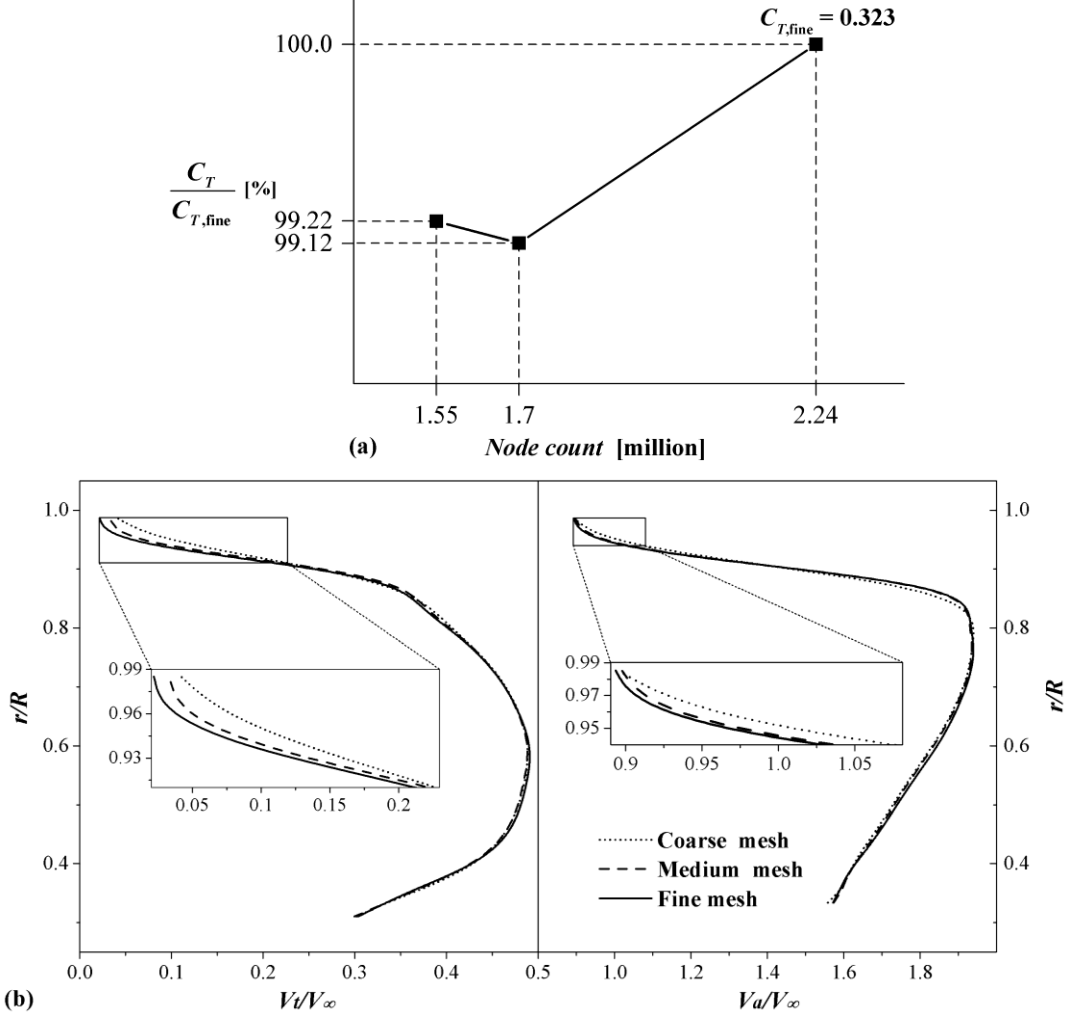 C_T,fine = 0.323
100.0
C_T
C_T,fine
[%]
99.22
99.12
1.55 1.7 2.24
(a) Node count [million]
1.0 1.0
0.8 0.8
r/R r/R
0.99 0.99
0.96 0.97
0.93 0.95
0.05 0.1 0.15 0.2 0.9 0.95 1.0 1.05
0.6 0.6
Coarse mesh
Medium mesh
Fine mesh
0.4 0.4
0.0 0.1 0.2 0.3 0.4 0.5 1.0 1.2 1.4 1.6 1.8
(b) Vt/V∞ Va/V∞